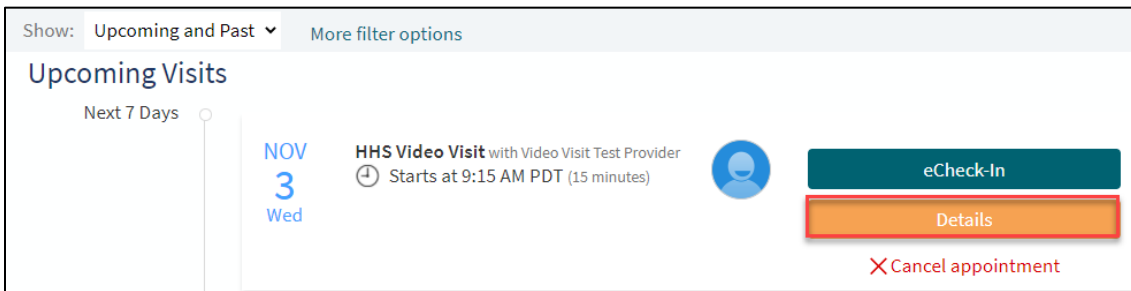 Show: Upcoming and Past More filter options
Upcoming Visits
Next 7 Days
NOV
3
Wed
HHS Video Visit with Video Visit Test Provider
Starts at 9:15 AM PDT (15 minutes)
eCheck-In
Details
Cancel appointment